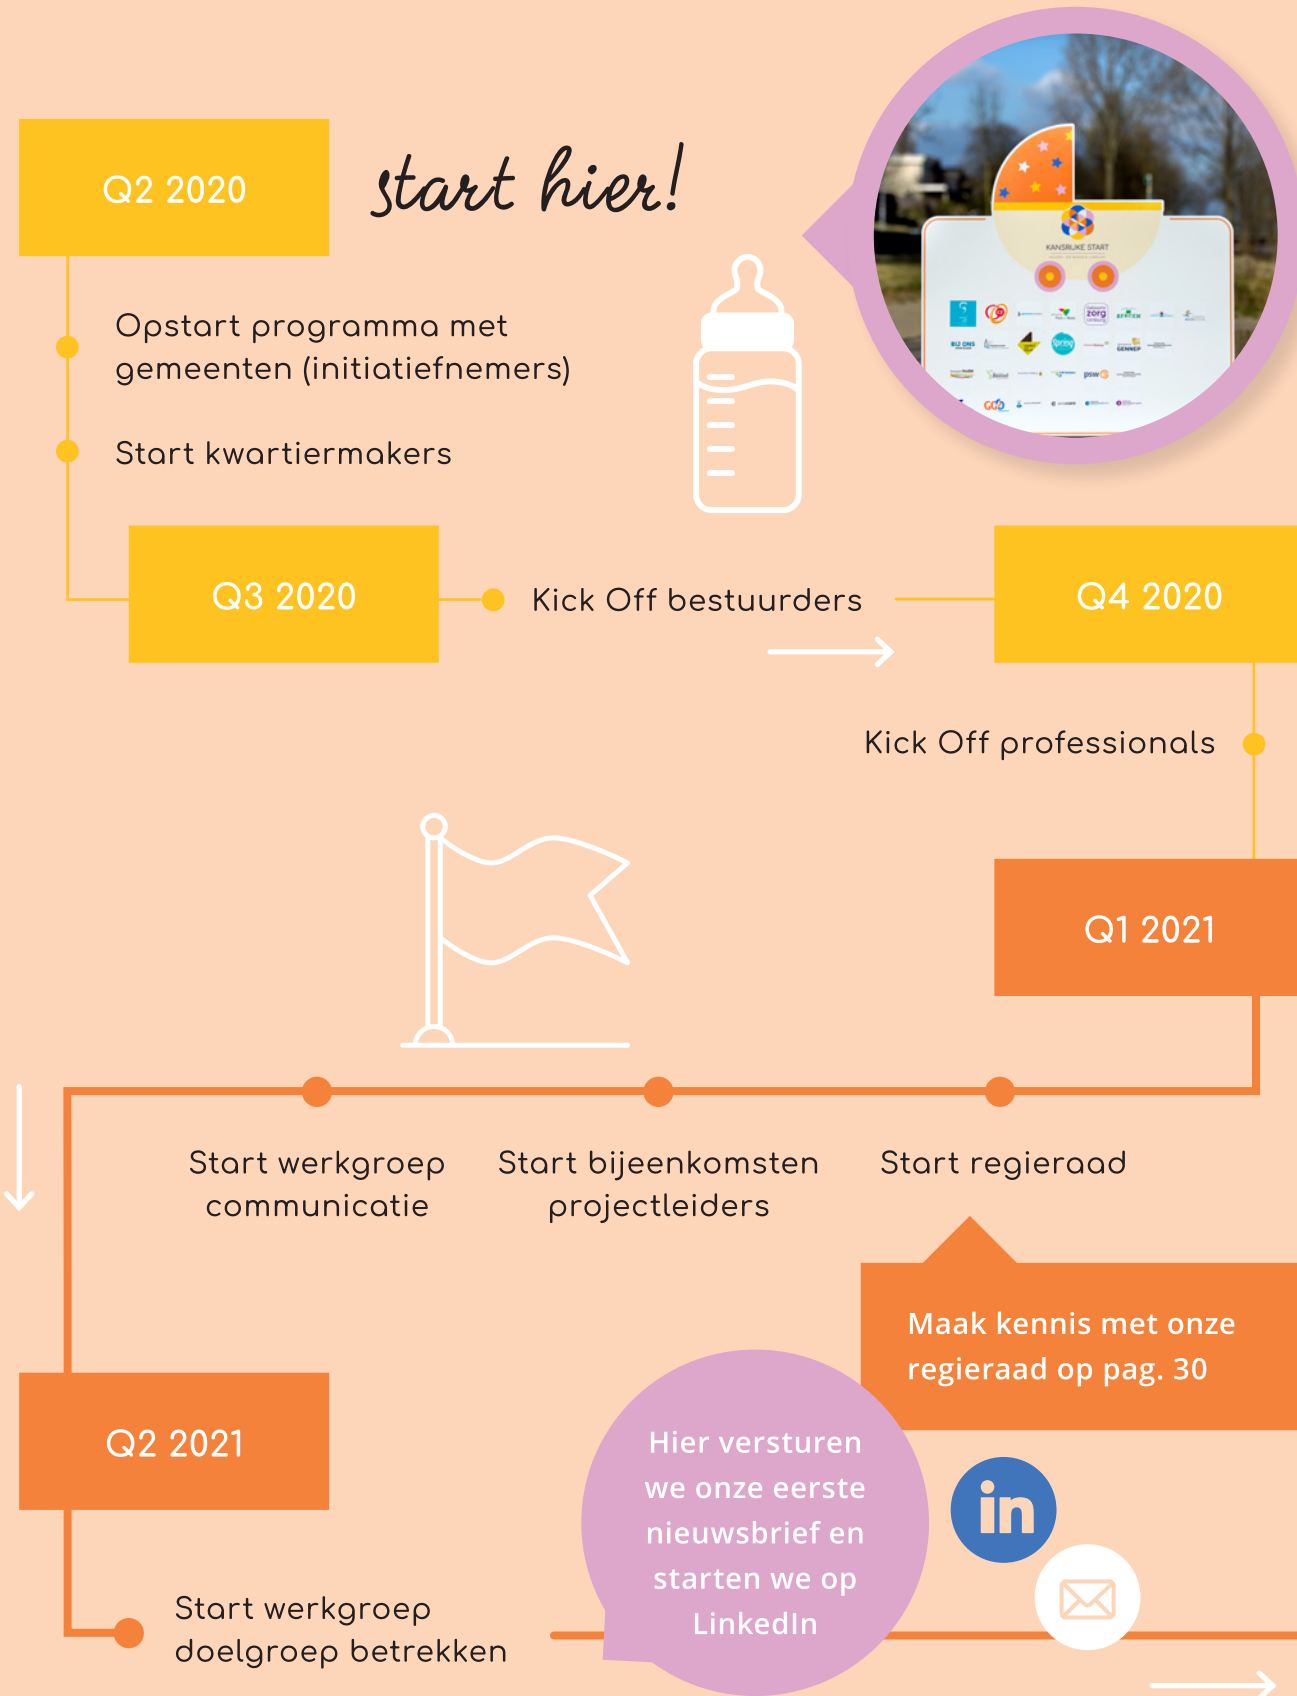 Q2 2020
start hier!
KANSRIJKE START
Opstart programma met
gemeenten (initiatiefnemers)
zorg
BIJ ONS
Spring
GENNEP
psw
Start kwartiermakers
Q3 2020
Kick Off bestuurders
Q4 2020
Kick Off professionals
Q1 2021
Start werkgroep
communicatie
Start bijeenkomsten
projectleiders
Start regieraad
Maak kennis met onze
regieraad op pag. 30
Q2 2021
Hier versturen
we onze eerste
nieuwsbrief en
starten we op
LinkedIn
in
Start werkgroep
doelgroep betrekken